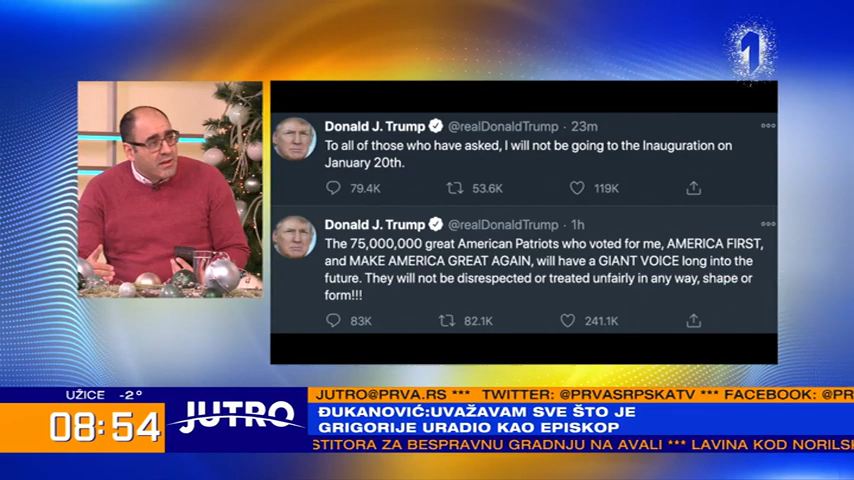 1
Donald J. Trump @realDonaldTrump · 23m
To all of those who have asked, I will not be going to the Inauguration on
January 20th.
79.4K 53.6K 119K
Donald J. Trump @realDonaldTrump · 1h
The 75,000,000 great American Patriots who voted for me, AMERICA FIRST,
and MAKE AMERICA GREAT AGAIN, will have a GIANT VOICE long into the
future. They will not be disrespected or treated unfairly in any way, shape or
form!!!
83K 82.1K 241.1K
UŽICE -2°
08:54
JUTRO
JUTRO@PRVA.RS *** TWITTER: @PRVASRPSKATV *** FACEBOOK: @PR
ĐUKANOVIĆ:UVAŽAVAM SVE ŠTO JE
GRIGORIJE URADIO KAO EPISKOP
STITORA ZA BESPRAVNU GRADNJU NA AVALI *** LAVINA KOD NORILSK